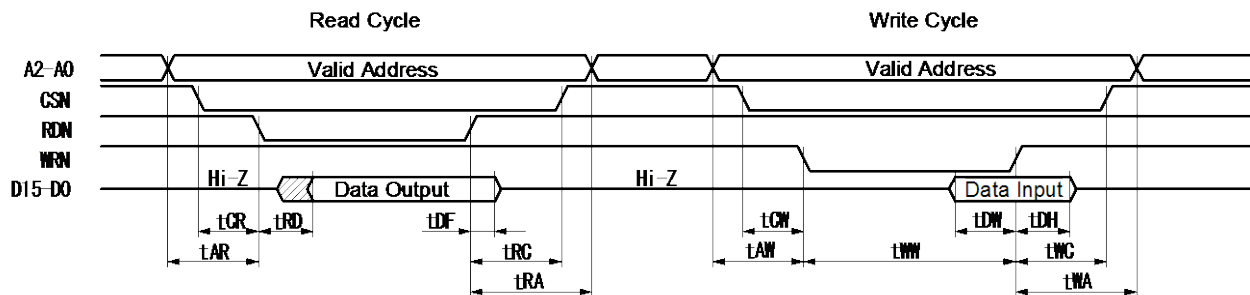 Read Cycle Write Cycle
A2-A0 Valid Address Valid Address
CSN
RDN
WRN
D15-D0 Hi-Z Data Output Hi-Z Data Input
tCR tRD tDF tCW tDW tDH
tAR tRC tAW tWW tWC
tRA tWA